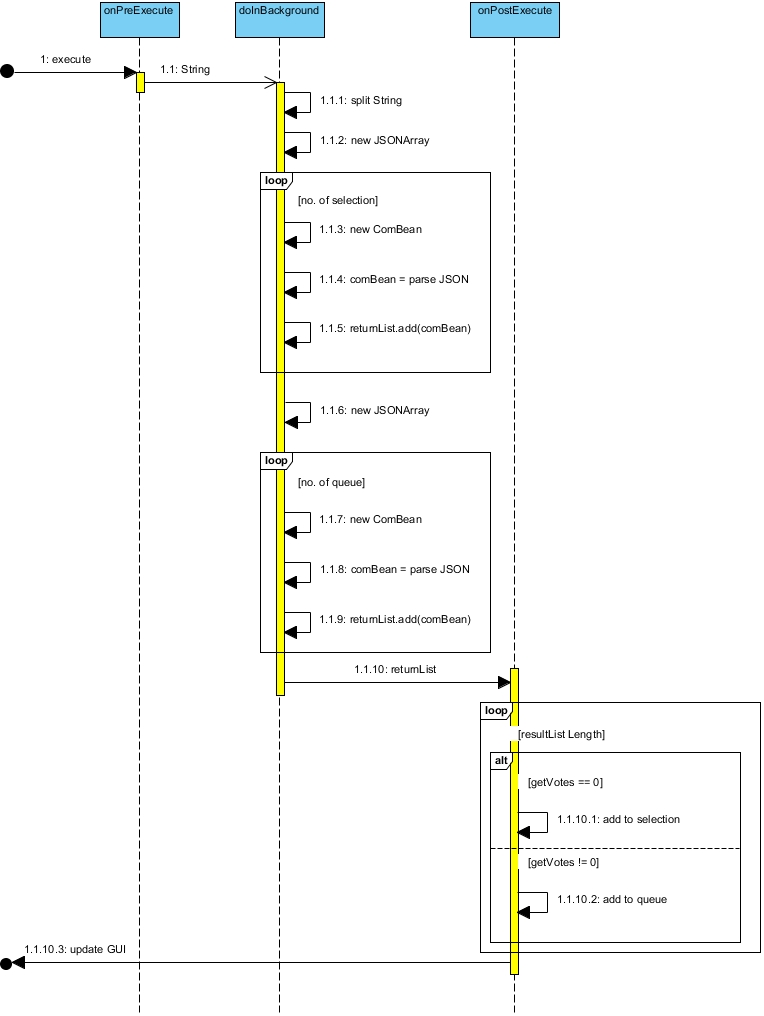 onPreExecute
doInBackground
onPostExecute
1: execute
1.1: String
1.1.1: split String
1.1.2: new JSONArray
loop
[no. of selection]
1.1.3: new ComBean
1.1.4: comBean = parse JSON
1.1.5: returnList.add(comBean)
1.1.6: new JSONArray
loop
[no. of queue]
1.1.7: new ComBean
1.1.8: comBean = parse JSON
1.1.9: returnList.add(comBean)
1.1.10: returnList
loop
[resultList Length]
alt
[getVotes == 0]
1.1.10.1: add to selection
[getVotes != 0]
1.1.10.2: add to queue
1.1.10.3: update GUI